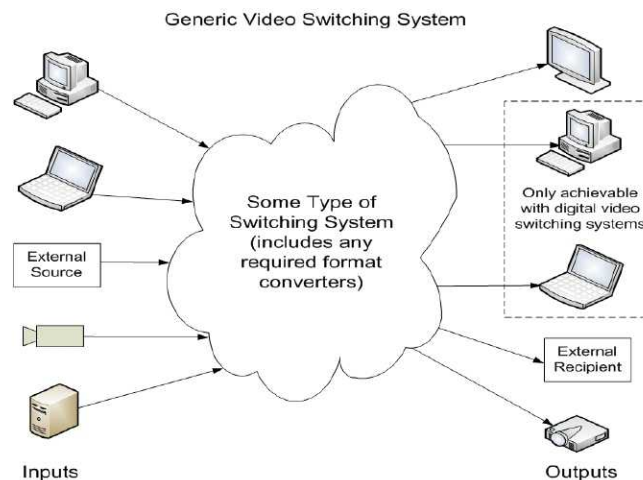 Generic Video Switching System
Some Type of
Switching System
(includes any
required format
converters)
Only achievable
with digital video
switching systems
External
Source
External
Recipient
Inputs
Outputs